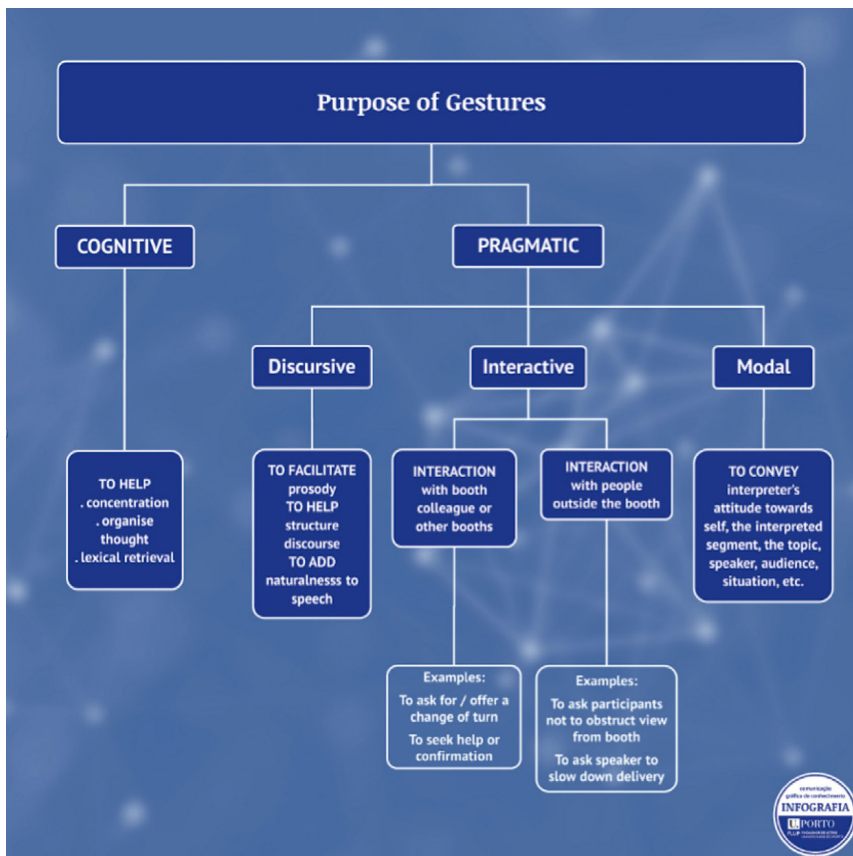 Purpose of Gestures
COGNITIVE
PRAGMATIC
Discursive
Interactive
Modal
TO HELP
. concentration
. organise
thought
. lexical retrieval
TO FACILITATE
prosody
TO HELP
structure
discourse
TO ADD
naturalnesss to
speech
INTERACTION
with booth
colleague or
other booths
INTERACTION
with people
outside the booth
TO CONVEY
interpreter's
attitude towards
self, the interpreted
segment, the topic,
speaker, audience,
situation, etc.
Examples:
To ask for / offer a
change of turn
To seek help or
confirmation
Examples:
To ask participants
not to obstruct view
from booth
To ask speaker to
slow down delivery
comunicação
gráfica do conhecimento
INFOGRAFIA
U. PORTO